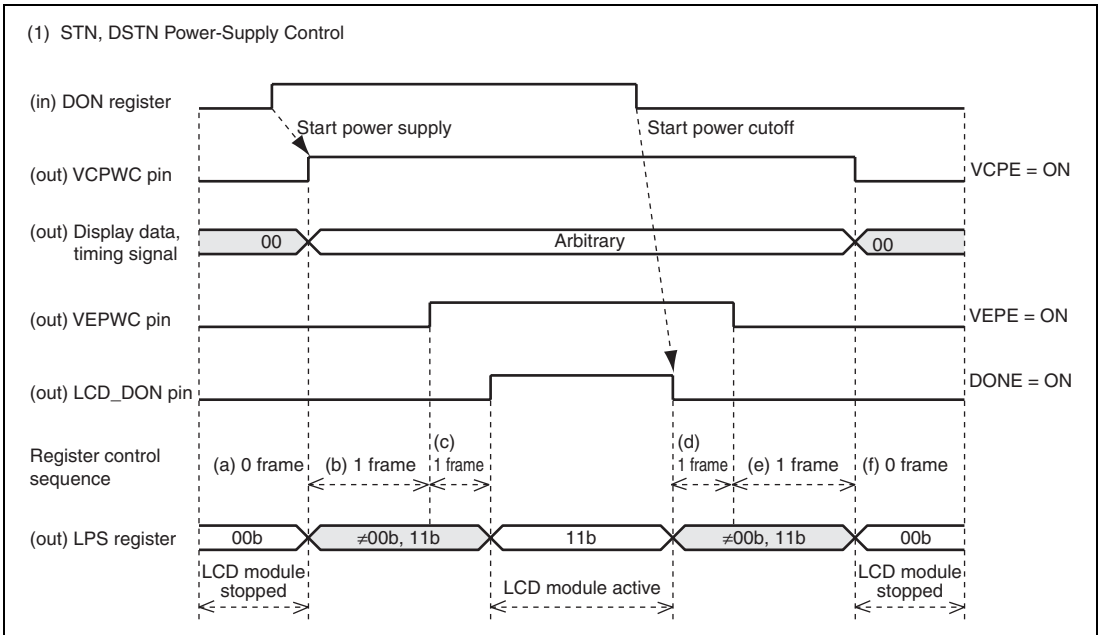 (1) STN, DSTN Power-Supply Control
(in) DON register
Start power supply
Start power cutoff
(out) VCPWC pin
VCPE = ON
(out) Display data,
timing signal
00
Arbitrary
00
(out) VEPWC pin
VEPE = ON
(out) LCD_DON pin
DONE = ON
Register control
sequence
(a) 0 frame
(b) 1 frame
(c)
1 frame
(d)
1 frame
(e) 1 frame
(f) 0 frame
(out) LPS register
00b
≠00b, 11b
11b
≠00b, 11b
00b
LCD module
stopped
LCD module active
LCD module
stopped